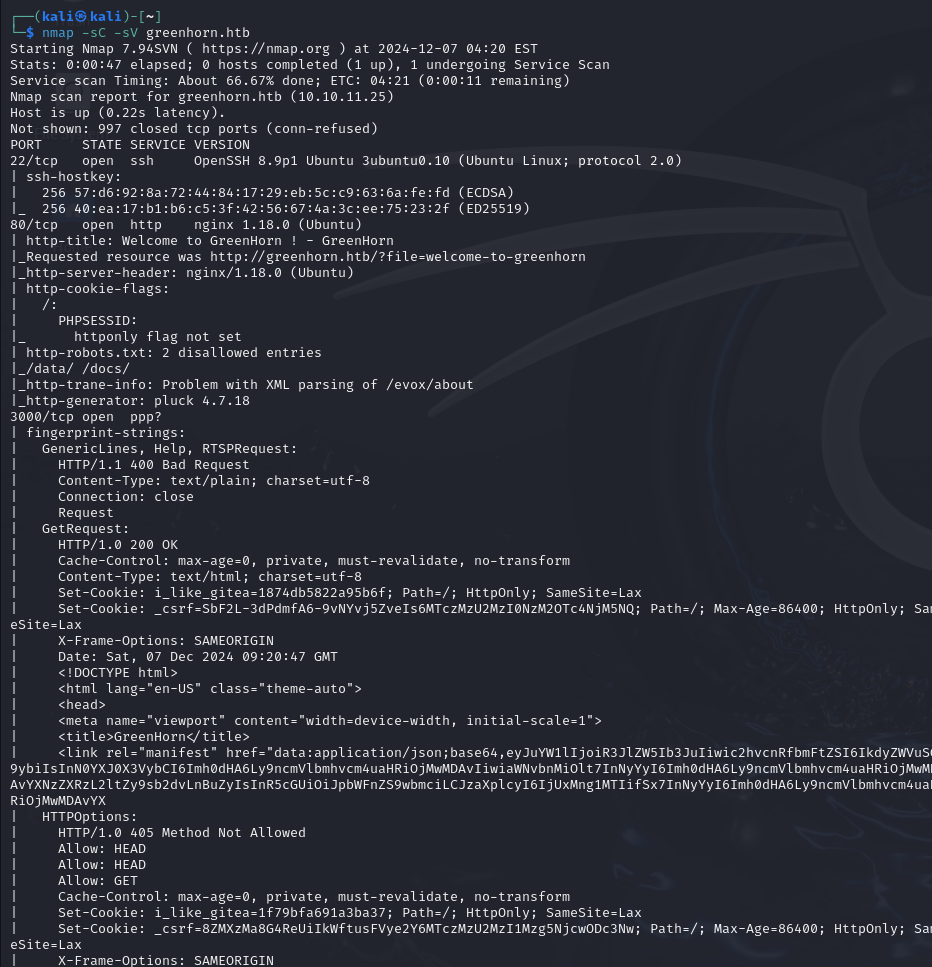 ┌──(kali㉿kali)-[~]
└─$ nmap -sC -sV greenhorn.htb
Starting Nmap 7.94SVN ( https://nmap.org ) at 2024-12-07 04:20 EST
Stats: 0:00:47 elapsed; 0 hosts completed (1 up), 1 undergoing Service Scan
Service scan Timing: About 66.67% done; ETC: 04:21 (0:00:11 remaining)
Nmap scan report for greenhorn.htb (10.10.11.25)
Host is up (0.22s latency).
Not shown: 997 closed tcp ports (conn-refused)
PORT     STATE SERVICE VERSION
22/tcp   open  ssh     OpenSSH 8.9p1 Ubuntu 3ubuntu0.10 (Ubuntu Linux; protocol 2.0)
| ssh-hostkey:
|   256 57:d6:92:8a:72:44:84:17:29:eb:5c:c9:63:6a:fe:fd (ECDSA)
|_  256 40:ea:17:b1:b6:c5:3f:42:56:67:4a:3c:ee:75:23:2f (ED25519)
80/tcp   open  http    nginx 1.18.0 (Ubuntu)
| http-title: Welcome to GreenHorn ! - GreenHorn
|_Requested resource was http://greenhorn.htb/?file=welcome-to-greenhorn
|_http-server-header: nginx/1.18.0 (Ubuntu)
| http-cookie-flags:
|   /:
|     PHPSESSID:
|_      httponly flag not set
| http-robots.txt: 2 disallowed entries
|_/data/ /docs/
|_http-trane-info: Problem with XML parsing of /evox/about
|_http-generator: pluck 4.7.18
3000/tcp open  ppp?
| fingerprint-strings:
|   GenericLines, Help, RTSPRequest:
|     HTTP/1.1 400 Bad Request
|     Content-Type: text/plain; charset=utf-8
|     Connection: close
|     Request
|   GetRequest:
|     HTTP/1.0 200 OK
|     Cache-Control: max-age=0, private, must-revalidate, no-transform
|     Content-Type: text/html; charset=utf-8
|     Set-Cookie: i_like_gitea=1874db5822a95b6f; Path=/; HttpOnly; SameSite=Lax
|     Set-Cookie: _csrf=SbF2L-3dPdmfA6-9vNYvj5ZveIs6MTczMzU2MzI0NzM2OTc4NjM5NQ; Path=/; Max-Age=86400; HttpOnly; Sam
eSite=Lax
|     X-Frame-Options: SAMEORIGIN
|     Date: Sat, 07 Dec 2024 09:20:47 GMT
|     <!DOCTYPE html>
|     <html lang="en-US" class="theme-auto">
|     <head>
|     <meta name="viewport" content="width=device-width, initial-scale=1">
|     <title>GreenHorn</title>
|     <link rel="manifest" href="data:application/json;base64,eyJuYW1lIjoiR3JlZW5Ib3JuIiwic2hvcnRfbmFtZSI6IkdyZWVuSG
9ybiIsInN0YXJ0X3VybCI6Imh0dHA6Ly9ncmVlbmhvcm4uaHRiOjMwMDAvIiwiaWNvbnMiOlt7InNyYyI6Imh0dHA6Ly9ncmVlbmhvcm4uaHRiOjMwMD
AvYXNzZXRzL2ltZy9sb2dvLnBuZyIsInR5cGUiOiJpbWFnZS9wbmciLCJzaXplcyI6IjUxMng1MTIifSx7InNyYyI6Imh0dHA6Ly9ncmVlbmhvcm4uaH
RiOjMwMDAvYX
|   HTTPOptions:
|     HTTP/1.0 405 Method Not Allowed
|     Allow: HEAD
|     Allow: HEAD
|     Allow: GET
|     Cache-Control: max-age=0, private, must-revalidate, no-transform
|     Set-Cookie: i_like_gitea=1f79bfa691a3ba37; Path=/; HttpOnly; SameSite=Lax
|     Set-Cookie: _csrf=8ZMXzMa8G4ReUiIkWftusFVye2Y6MTczMzU2MzI1Mzg5NjcwODc3Nw; Path=/; Max-Age=86400; HttpOnly; Sam
eSite=Lax
|     X-Frame-Options: SAMEORIGIN